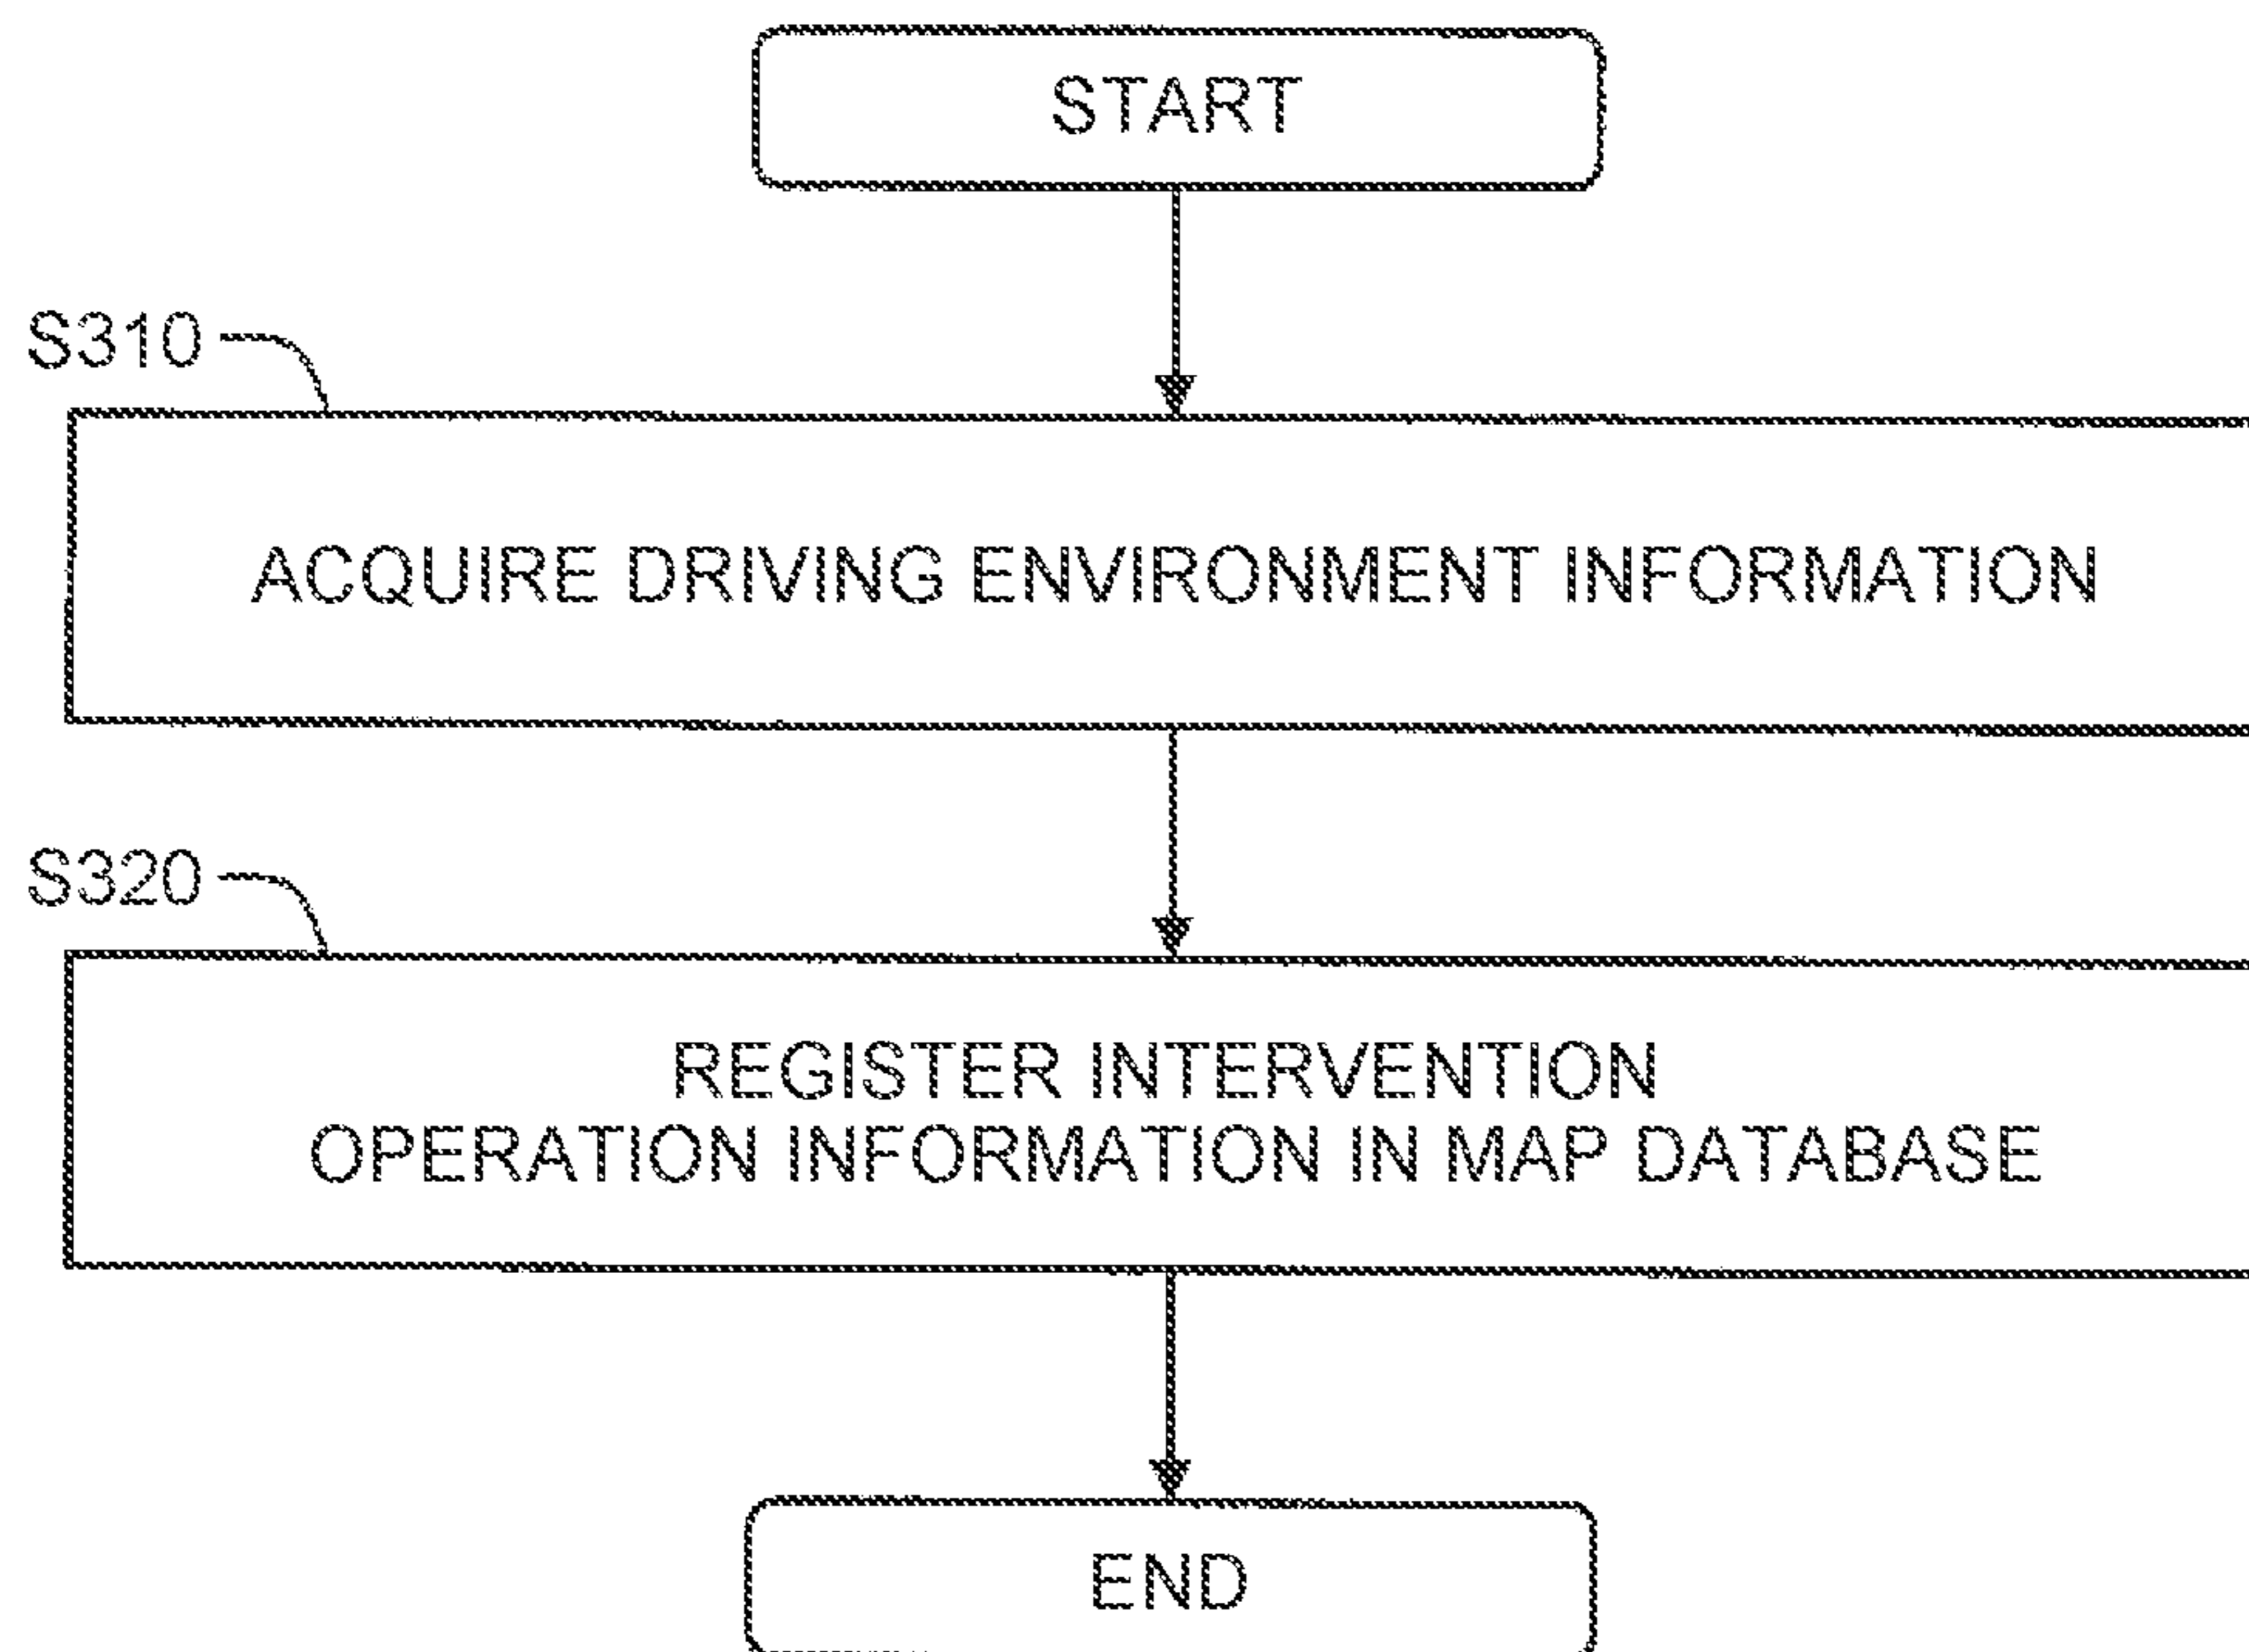 START
S310
ACQUIRE DRIVING ENVIRONMENT INFORMATION
S320
REGISTER INTERVENTION
OPERATION INFORMATION IN MAP DATABASE
END